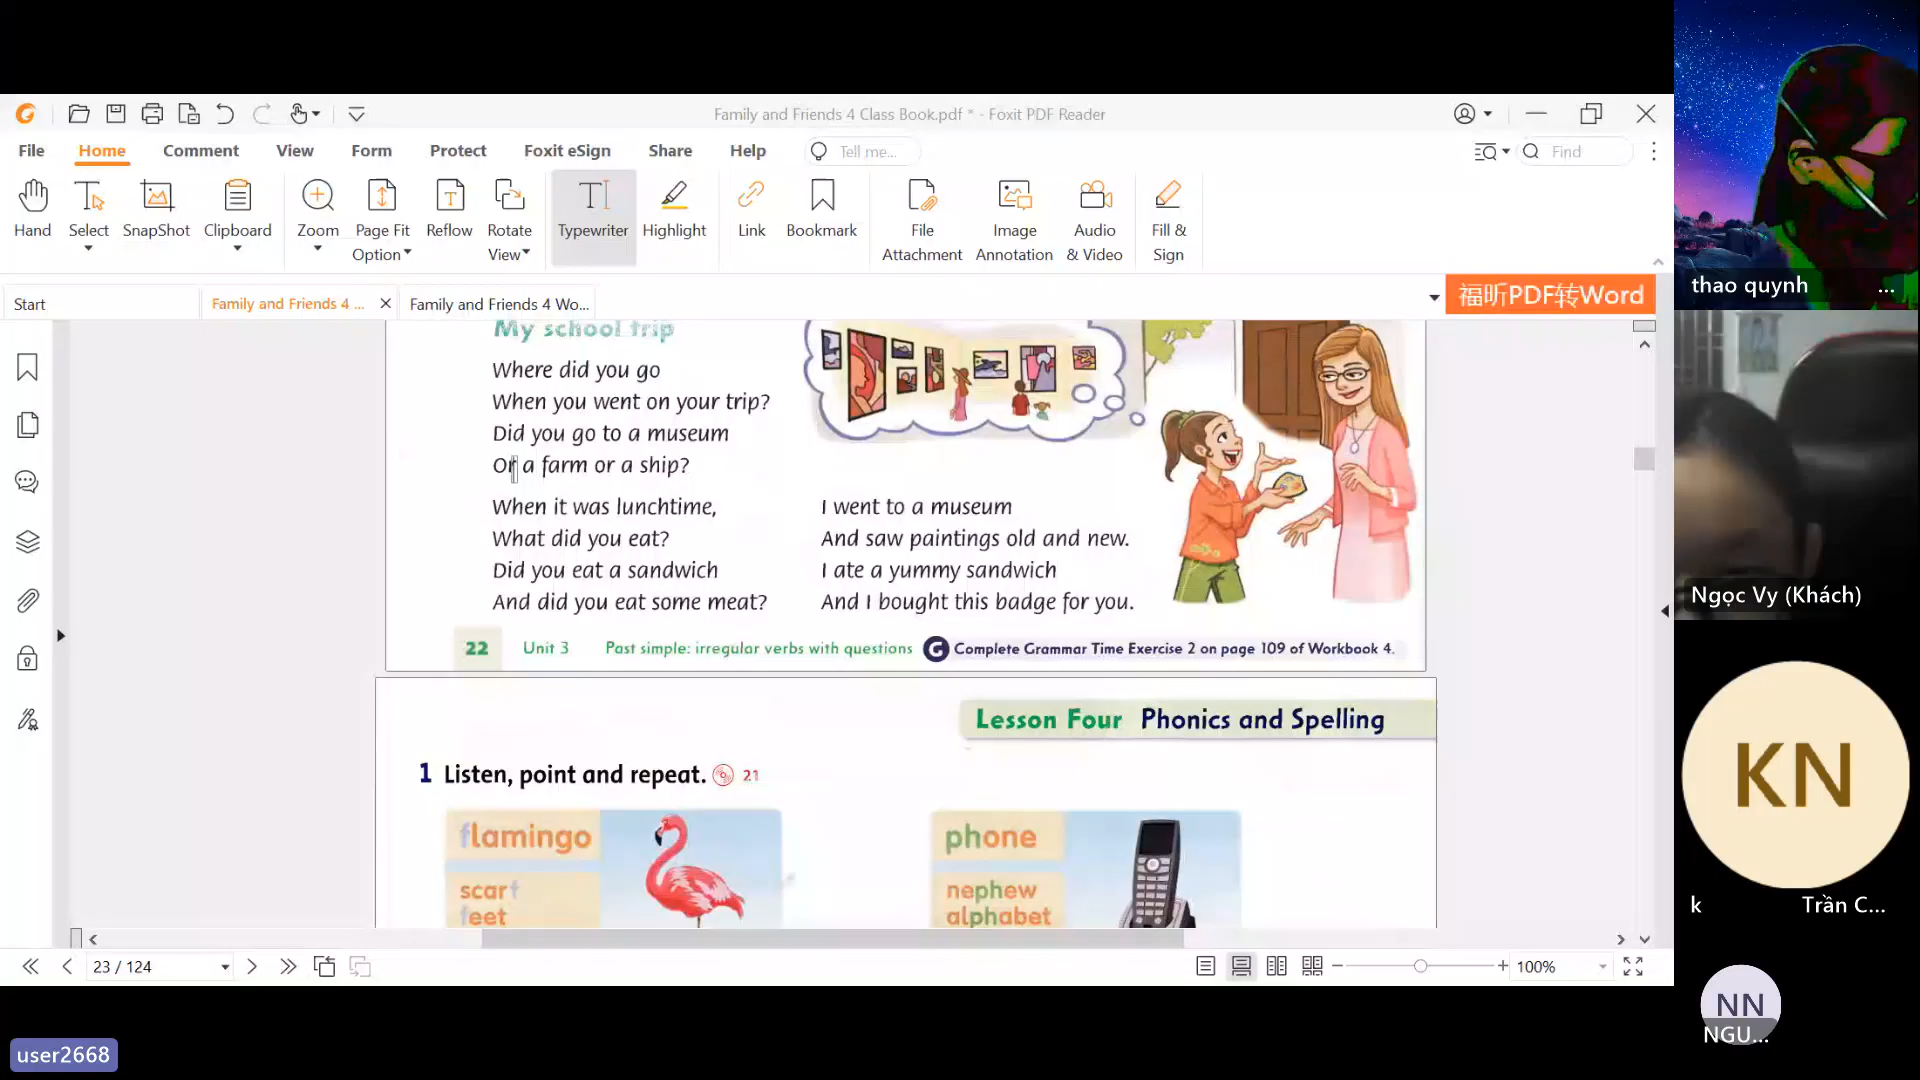 Family and Friends 4 Class Book.pdf * - Foxit PDF Reader
File Home Comment View Form Protect Foxit eSign Share Help Tell me... Find
Hand Select SnapShot Clipboard Zoom Page Fit Option Reflow Rotate View Typewriter Highlight Link Bookmark File Attachment Image Annotation Audio & Video Fill & Sign
Start Family and Friends 4 ... Family and Friends 4 Wo... 福昕PDF转Word
My school trip
Where did you go
When you went on your trip?
Did you go to a museum
Or a farm or a ship?
When it was lunchtime,
What did you eat?
Did you eat a sandwich
And did you eat some meat?
I went to a museum
And saw paintings old and new.
I ate a yummy sandwich
And I bought this badge for you.
22 Unit 3 Past simple: irregular verbs with questions G Complete Grammar Time Exercise 2 on page 109 of Workbook 4.
Lesson Four Phonics and Spelling
1 Listen, point and repeat. 21
flamingo
scarf
feet
phone
nephew
alphabet
23 / 124
100%
thao quynh ...
Ngọc Vy (Khách)
KN
k Trần C...
NN
NGU...
user2668